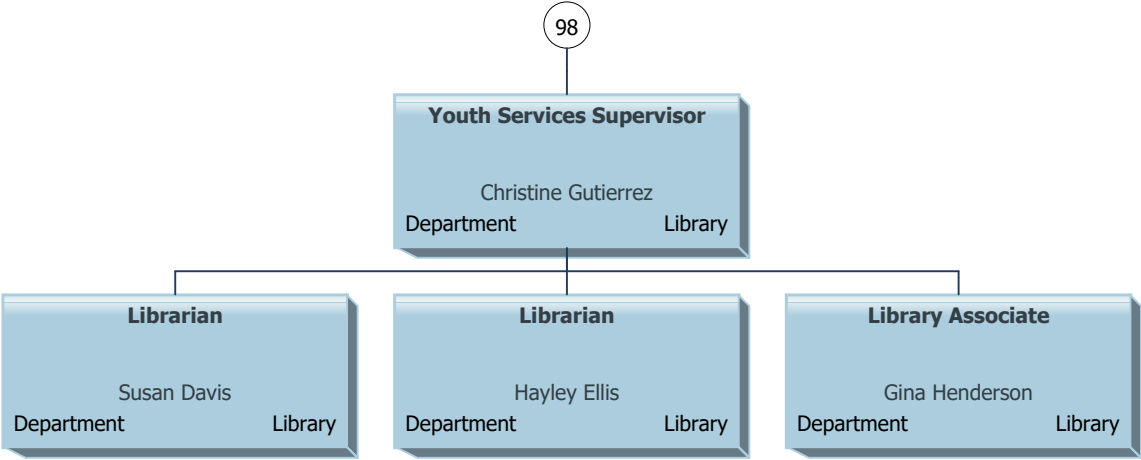 98
Youth Services Supervisor
Christine Gutierrez
Department Library
Librarian
Susan Davis
Department Library
Librarian
Hayley Ellis
Department Library
Library Associate
Gina Henderson
Department Library